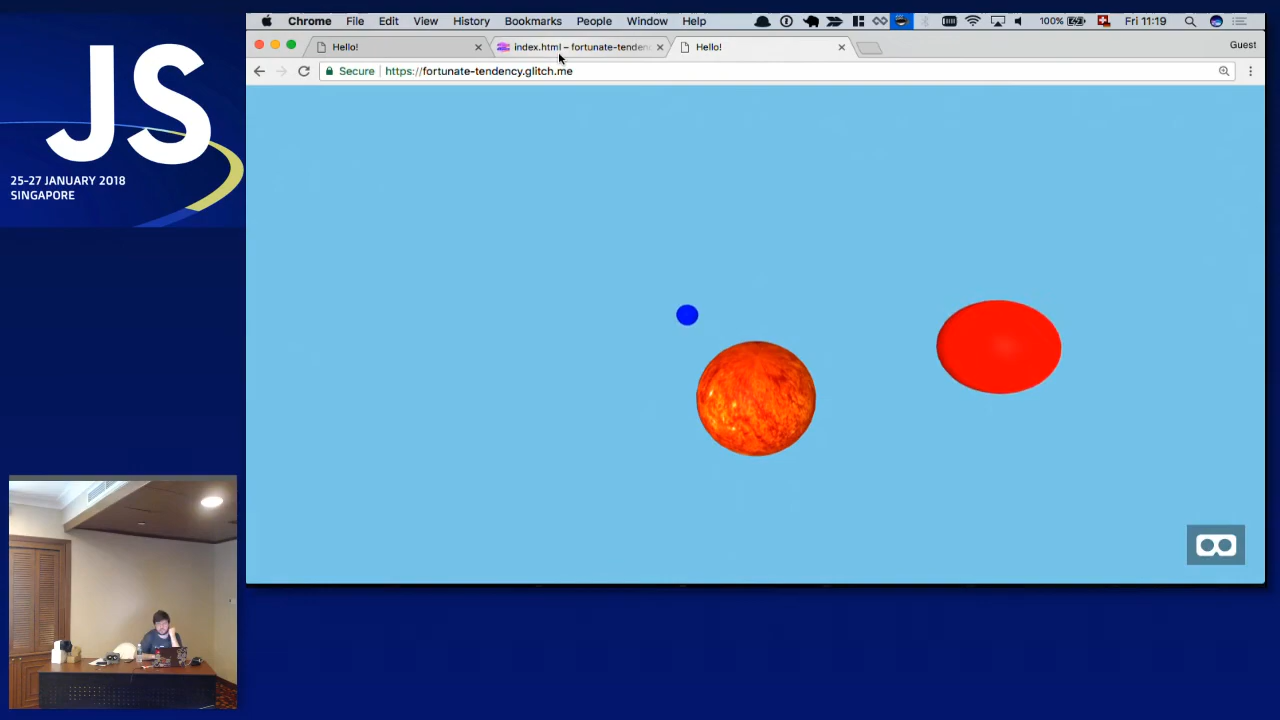 JS
25-27 JANUARY 2018
SINGAPORE
Chrome File Edit View History Bookmarks People Window Help
100%
Fri 11:19
Hello!
index.html – fortunate-tenden
Hello!
Guest
Secure
https://fortunate-tendency.glitch.me